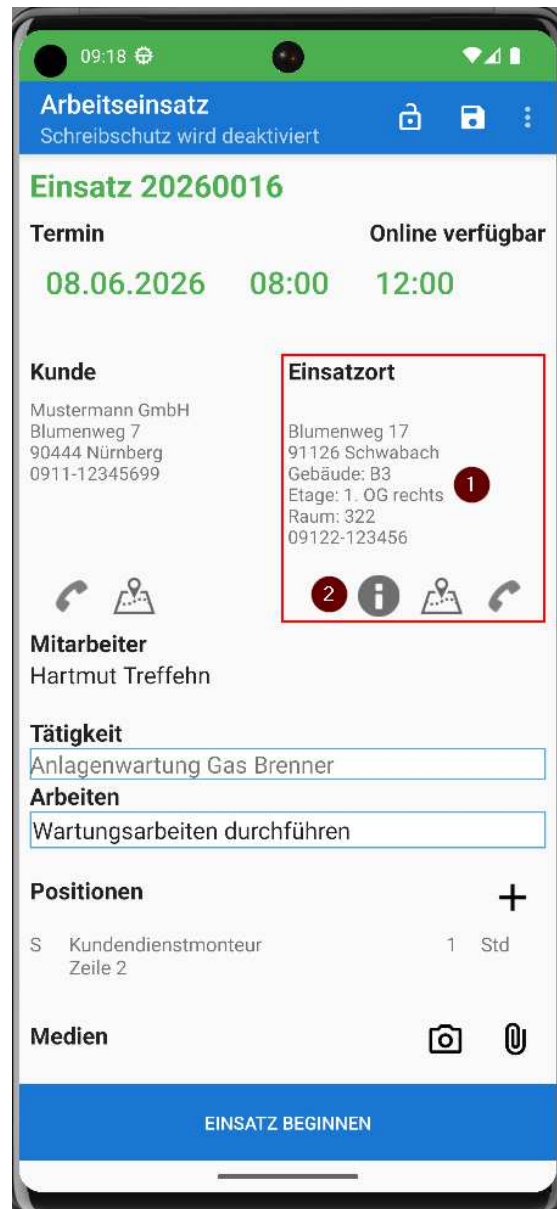 09:18
Arbeitseinsatz
Schreibschutz wird deaktiviert
Einsatz 20260016
Termin Online verfügbar
08.06.2026 08:00 12:00
Kunde
Mustermann GmbH
Blumenweg 7
90444 Nürnberg
0911-12345699
Einsatzort
Blumenweg 17
91126 Schwabach
Gebäude: B3
Etage: 1. OG rechts
Raum: 322
09122-123456
1
2
Mitarbeiter
Hartmut Treffehn
Tätigkeit
Anlagenwartung Gas Brenner
Arbeiten
Wartungsarbeiten durchführen
Positionen
S Kundendienstmonteur 1 Std
Zeile 2
Medien
EINSATZ BEGINNEN